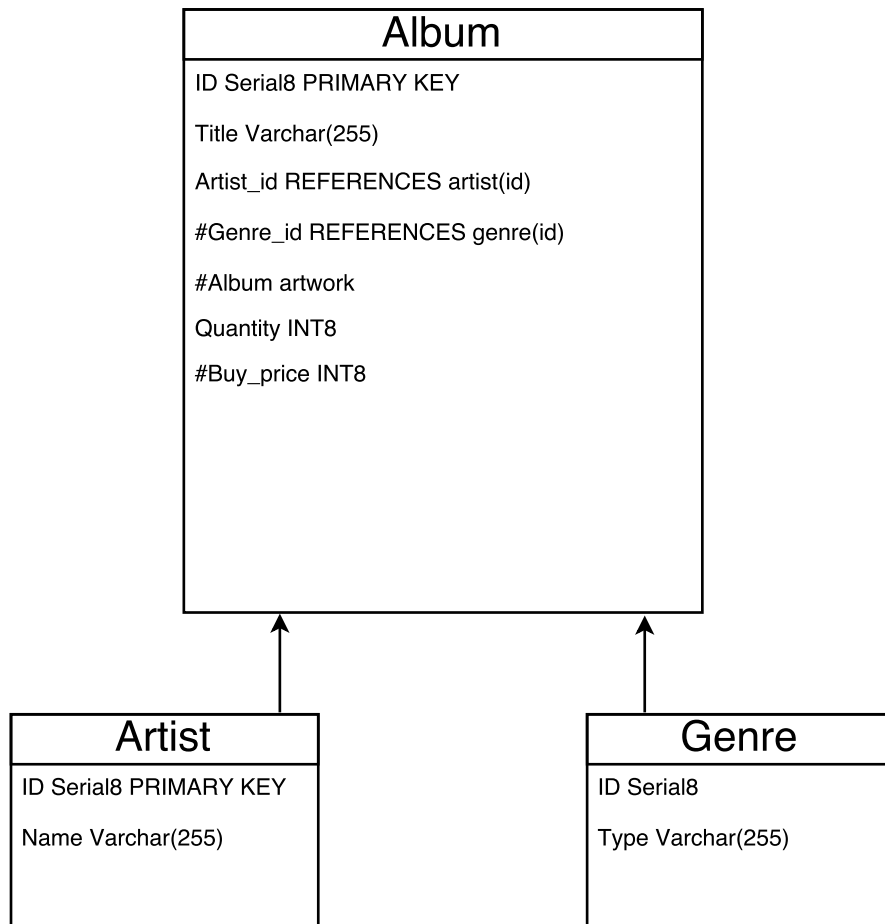 Album
ID Serial8 PRIMARY KEY
Title Varchar(255)
Artist_id REFERENCES artist(id)
#Genre_id REFERENCES genre(id)
#Album artwork
Quantity INT8
#Buy_price INT8
Artist
ID Serial8 PRIMARY KEY
Name Varchar(255)
Genre
ID Serial8
Type Varchar(255)